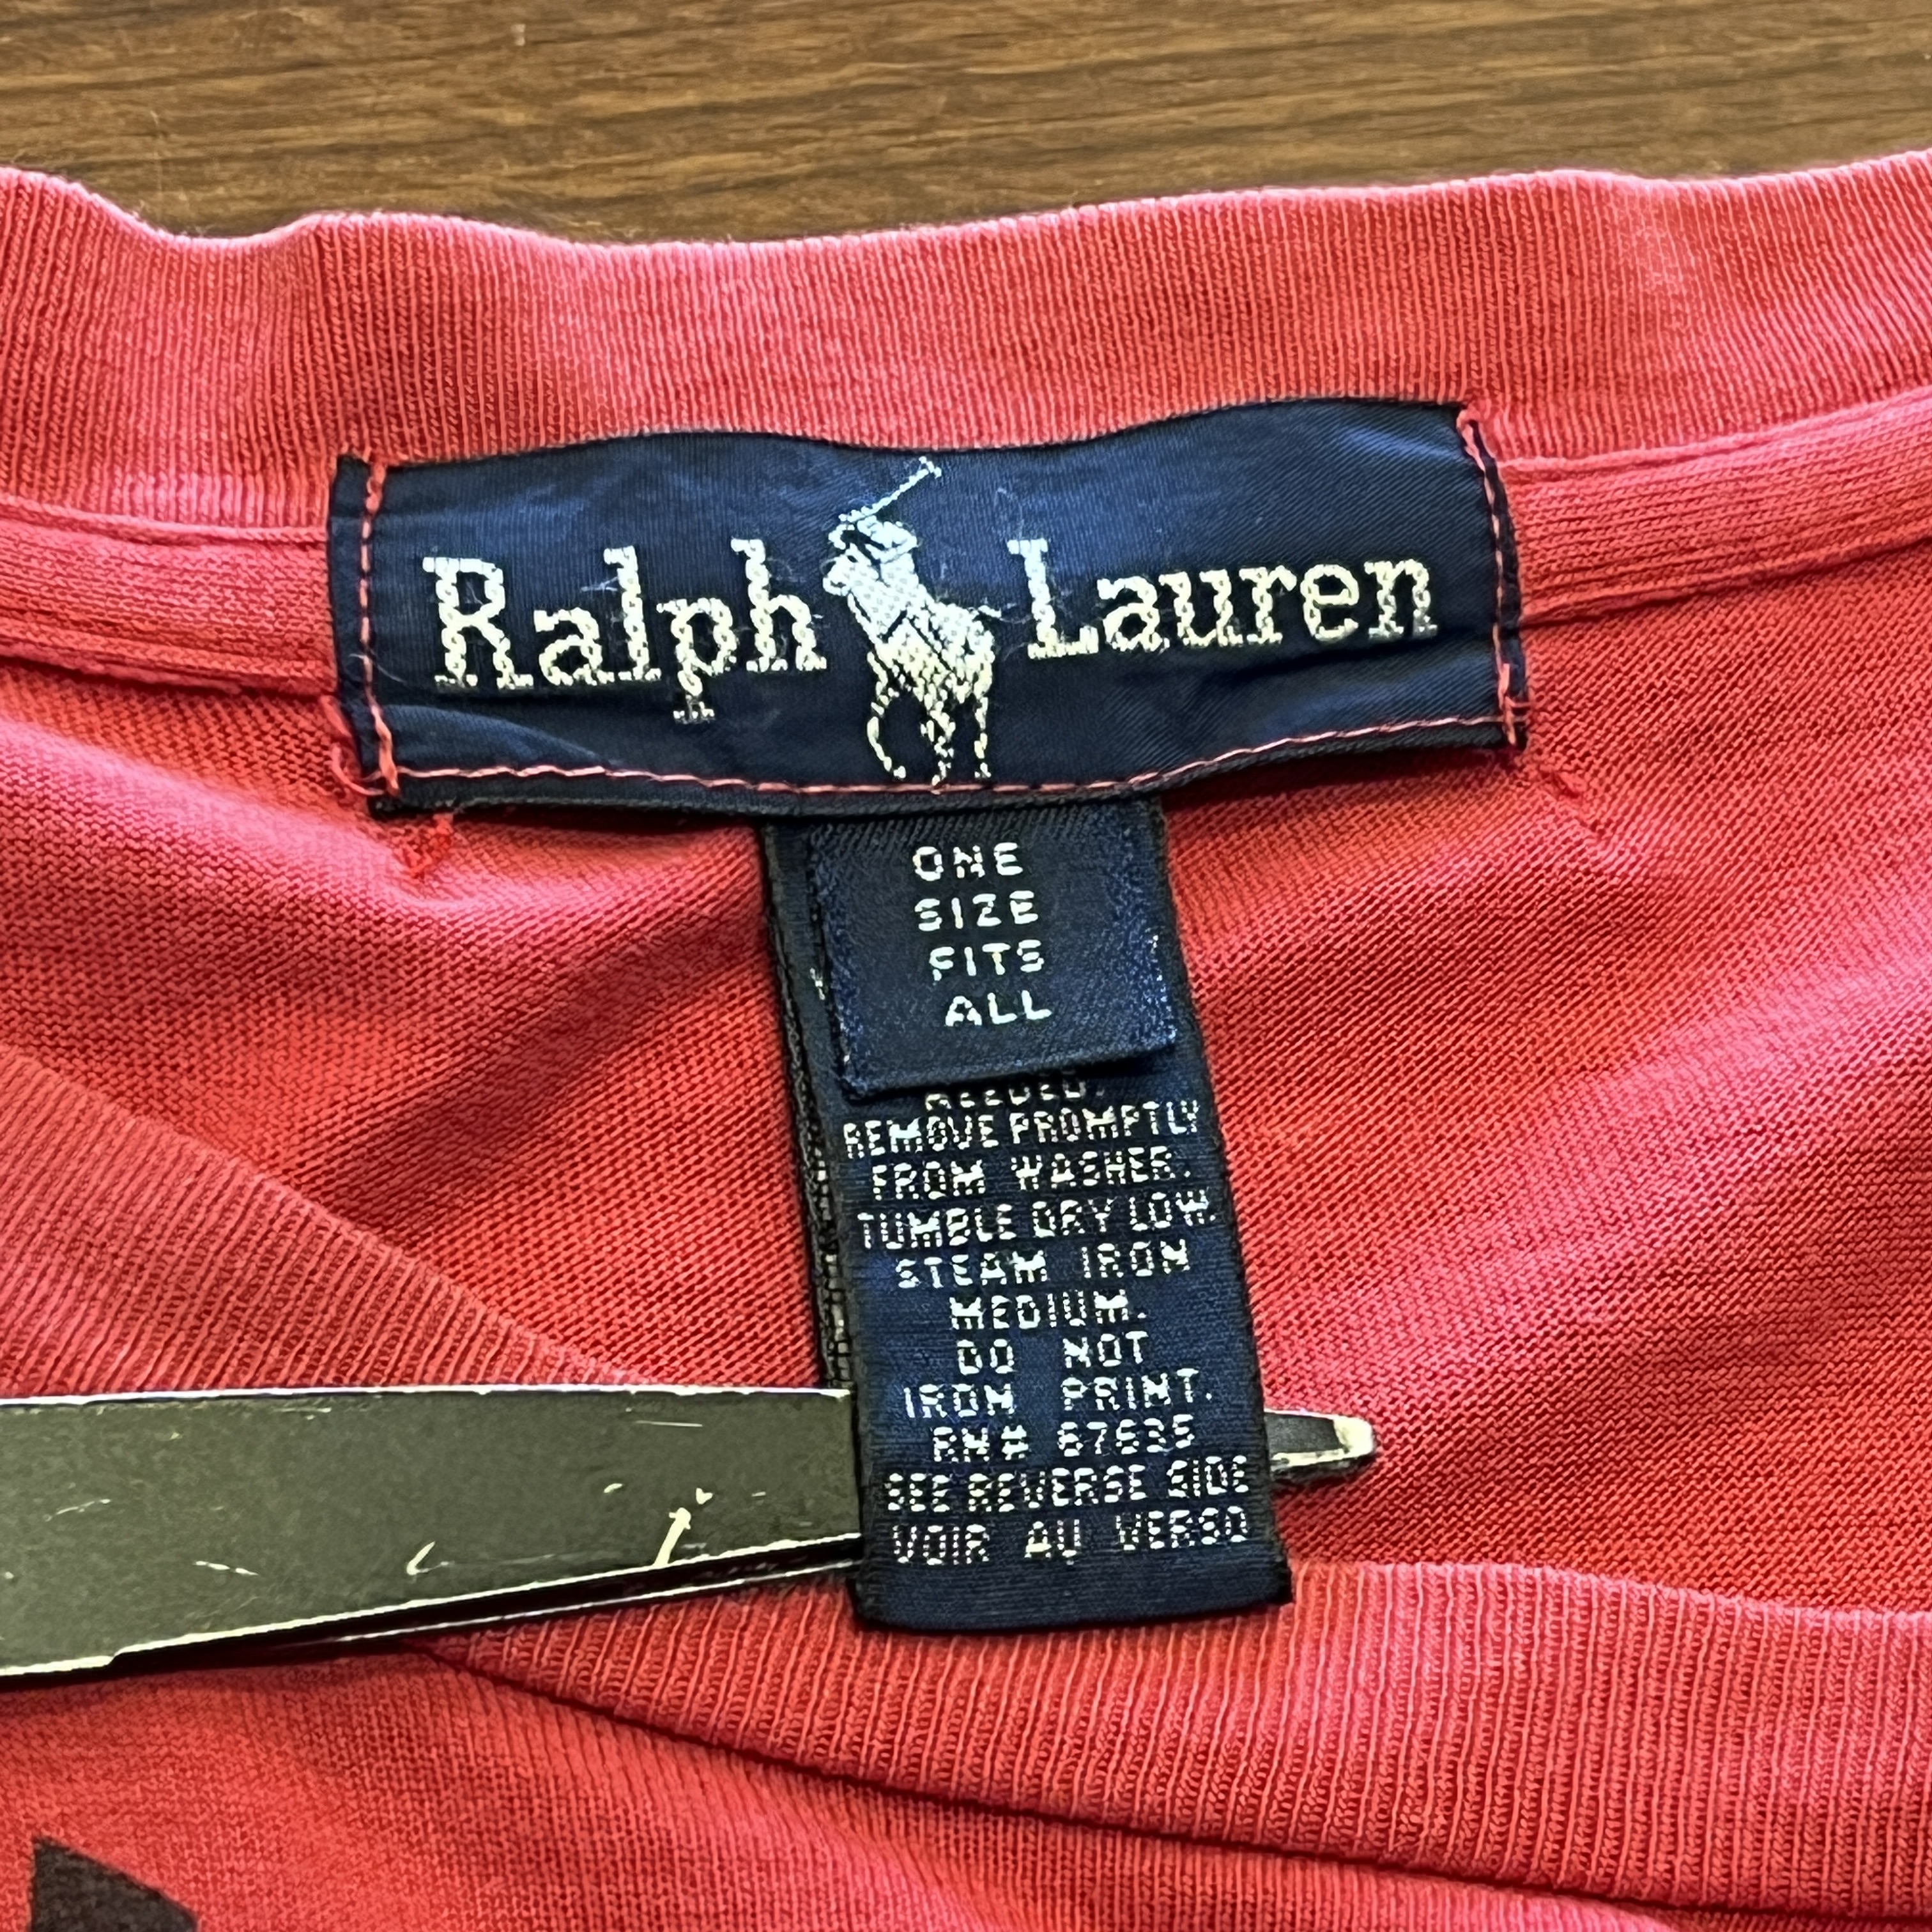 Ralph Lauren
ONE
SIZE
FITS
ALL
NEEDED.
REMOVE PROMPTLY
FROM WASHER.
TUMBLE DRY LOW.
STEAM IRON
MEDIUM.
DO NOT
IRON PRINT.
RN# 67635
SEE REVERSE SIDE
VOIR AU VERSO